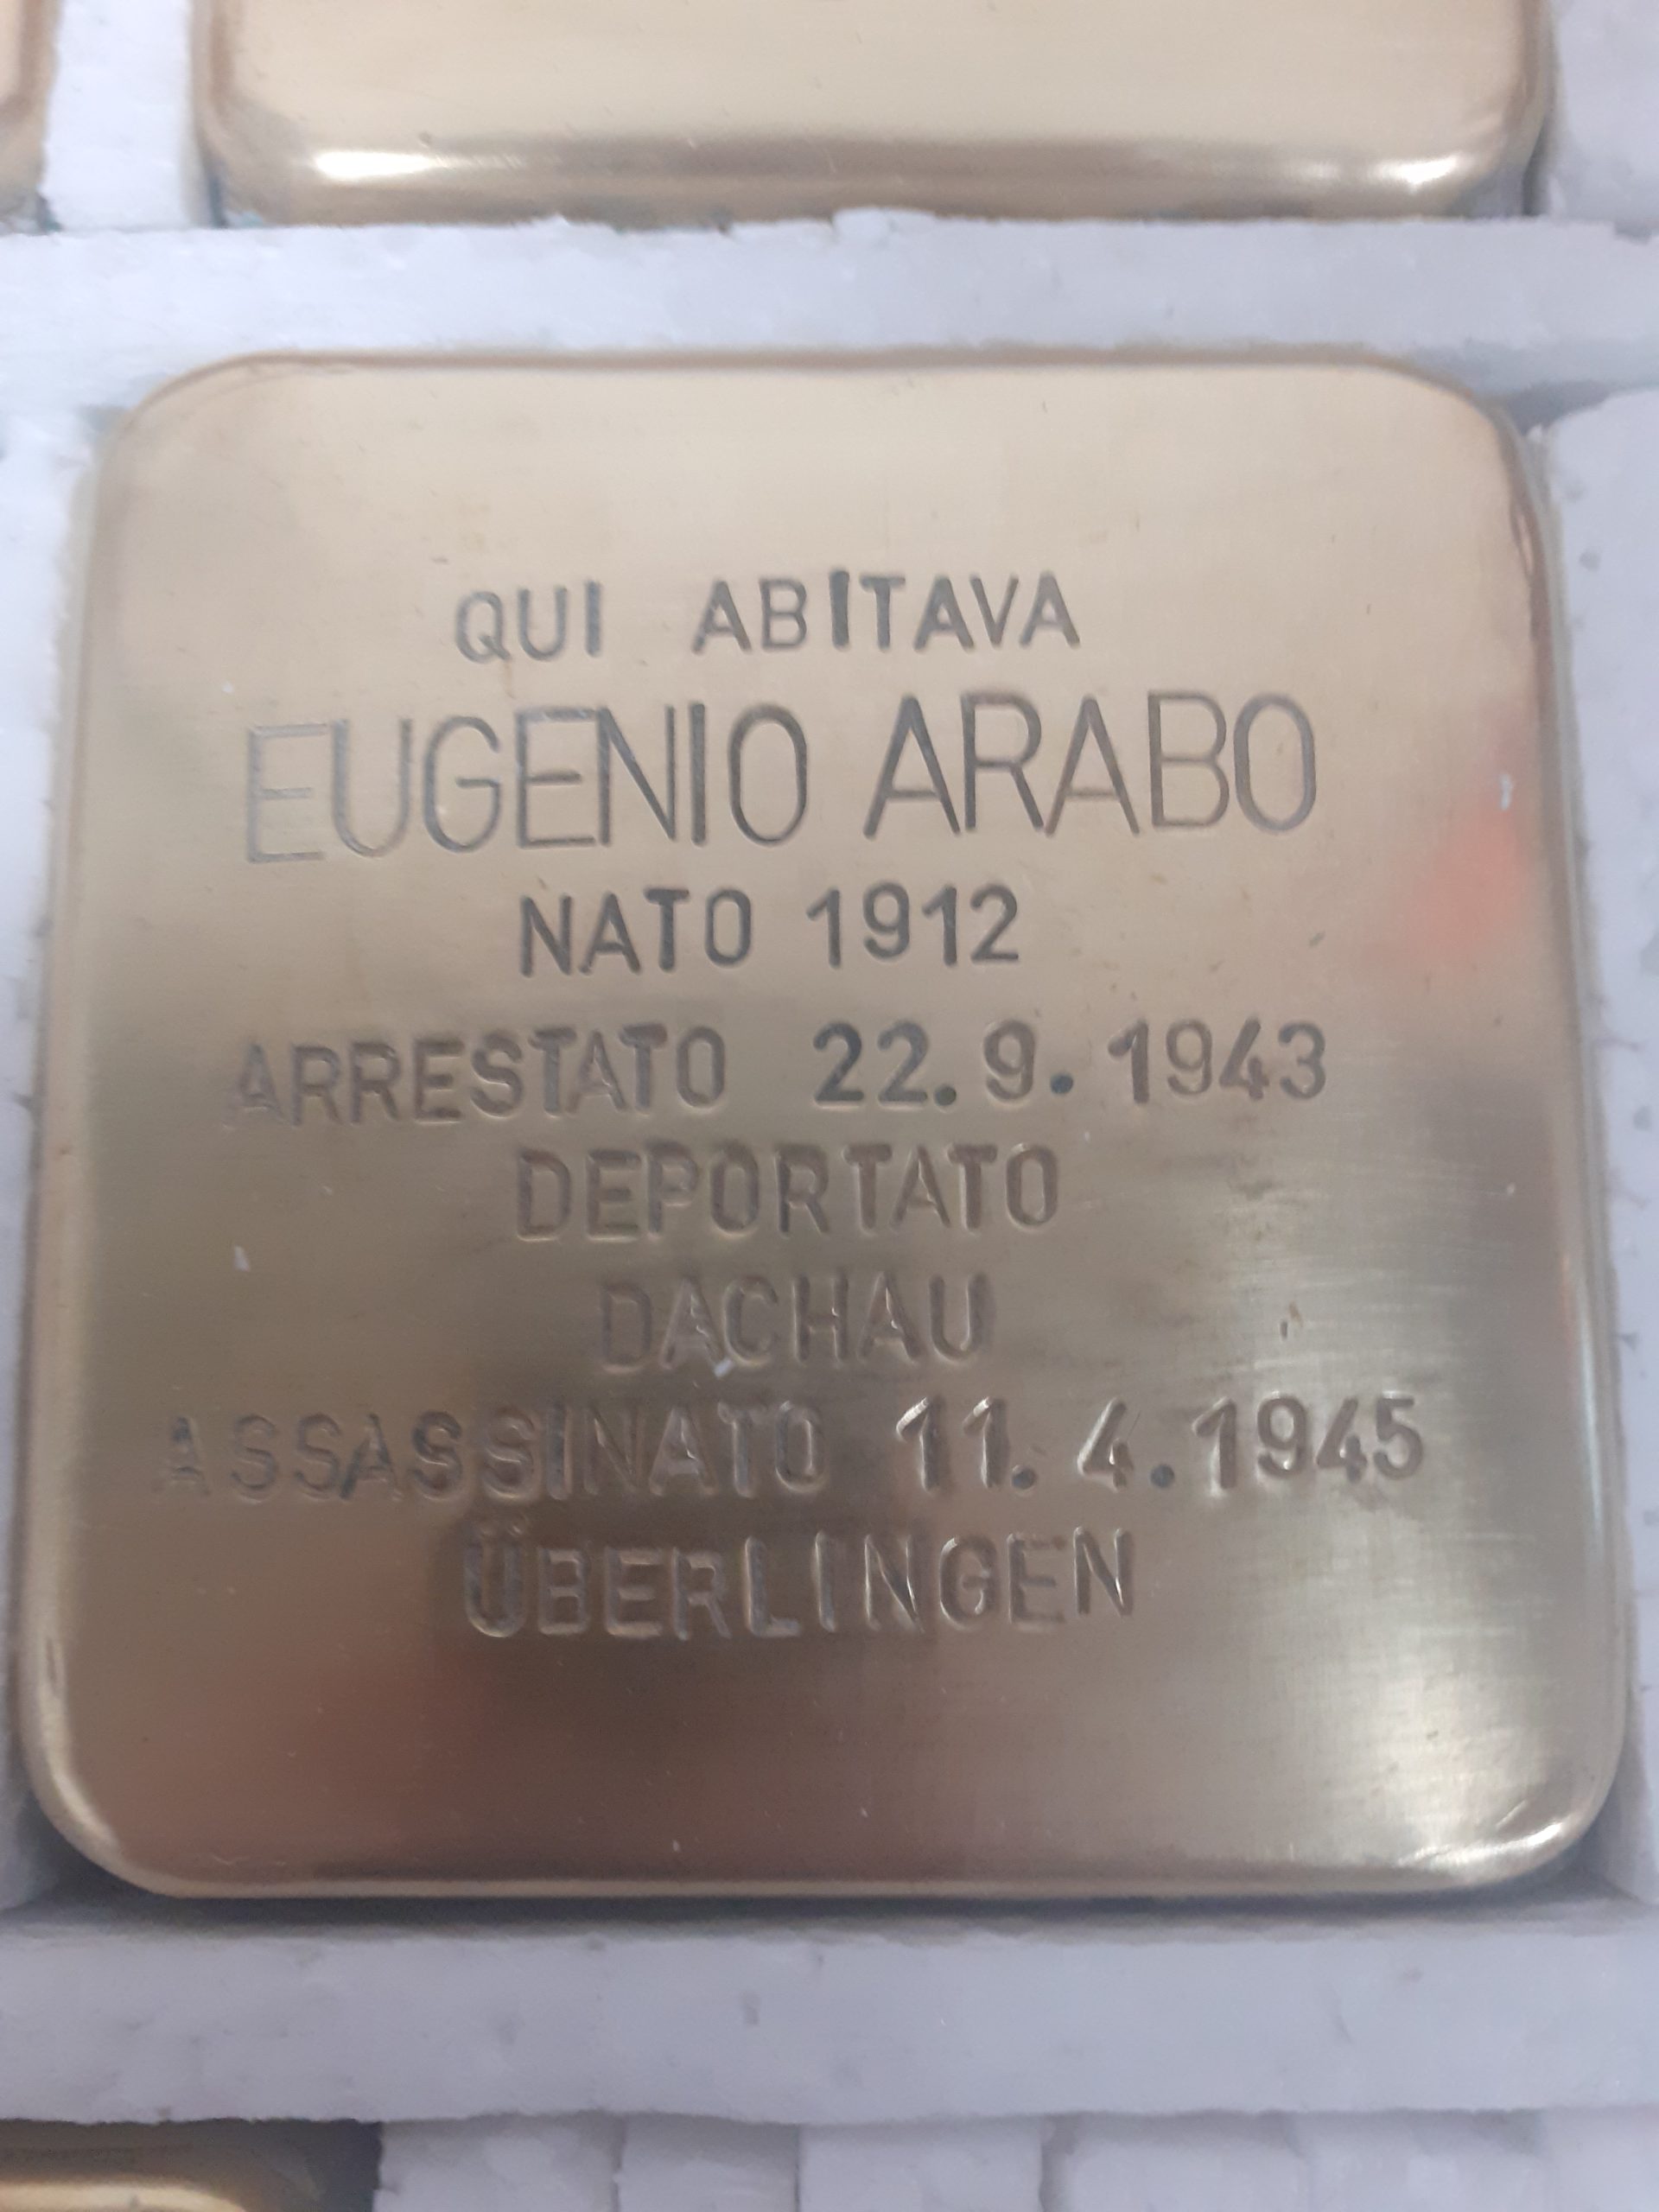 QUI ABITAVA
EUGENIO ARABO
NATO 1912
ARRESTATO 22.9.1943
DEPORTATO
DACHAU
ASSASSINATO 11.4.1945
ÜBERLINGEN